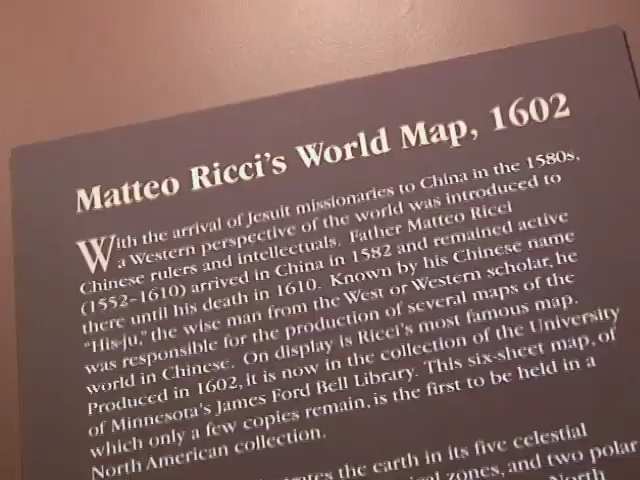 Matteo Ricci's World Map, 1602
With the arrival of Jesuit missionaries to China in the 1580s,
a Western perspective of the world was introduced to
Chinese rulers and intellectuals. Father Matteo Ricci
(1552-1610) arrived in China in 1582 and remained active
there until his death in 1610. Known by his Chinese name
"His-ju," the wise man from the West or Western scholar, he
was responsible for the production of several maps of the
world in Chinese. On display is Ricci's most famous map.
Produced in 1602, it is now in the collection of the University
of Minnesota's James Ford Bell Library. This six-sheet map, of
which only a few copies remain, is the first to be held in a
North American collection.
the earth in its five celestial
zones, and two polar
North